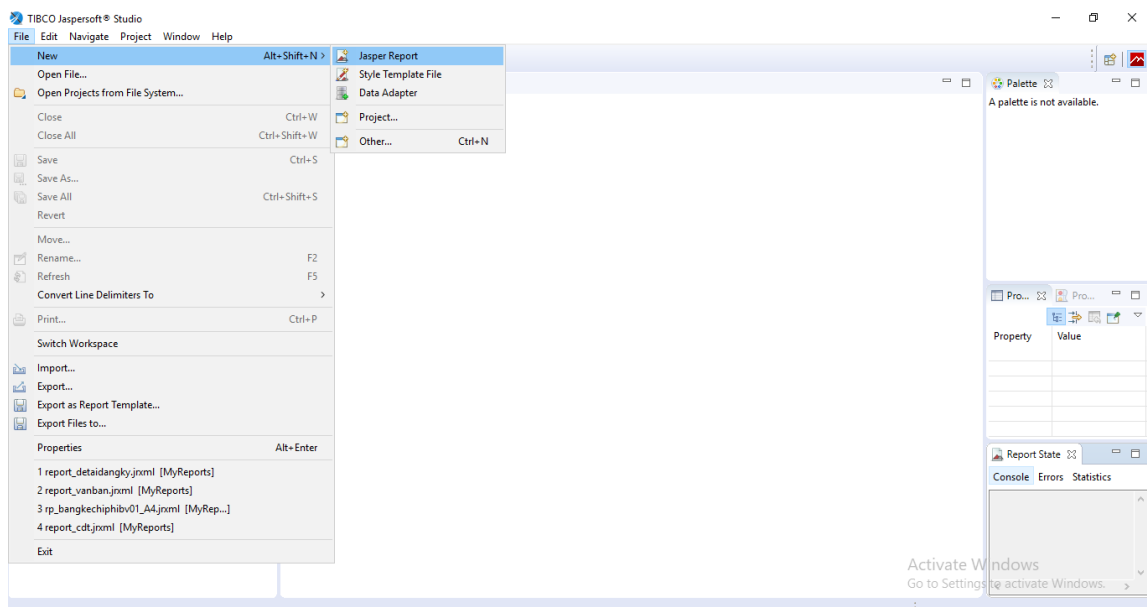 TIBCO Jaspersoft® Studio
File Edit Navigate Project Window Help
New Alt+Shift+N >
Open File...
Open Projects from File System...
Close Ctrl+W
Close All Ctrl+Shift+W
Save Ctrl+S
Save As...
Save All Ctrl+Shift+S
Revert
Move...
Rename... F2
Refresh F5
Convert Line Delimiters To >
Print... Ctrl+P
Switch Workspace
Import...
Export...
Export as Report Template...
Export Files to...
Properties Alt+Enter
1 report_detaidangky.jrxml [MyReports]
2 report_vanban.jrxml [MyReports]
3 rp_bangkechiphibv01_A4.jrxml [MyRep...]
4 report_cdt.jrxml [MyReports]
Exit
Jasper Report
Style Template File
Data Adapter
Project...
Other... Ctrl+N
Palette
A palette is not available.
Pro... Pro...
Property Value
Report State
Console Errors Statistics
Activate Windows
Go to Settings to activate Windows.